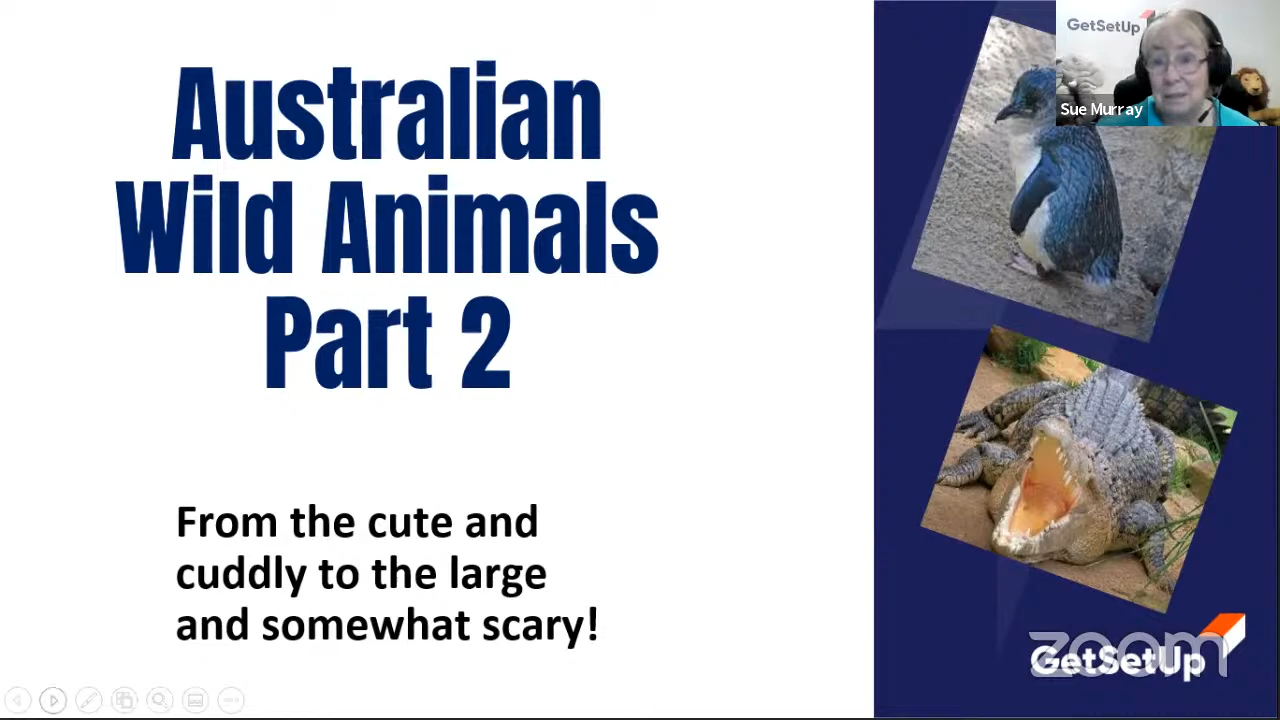 Australian
Wild Animals
Part 2
From the cute and
cuddly to the large
and somewhat scary!
GetSetUp
Sue Murray
zoom
GetSetUp